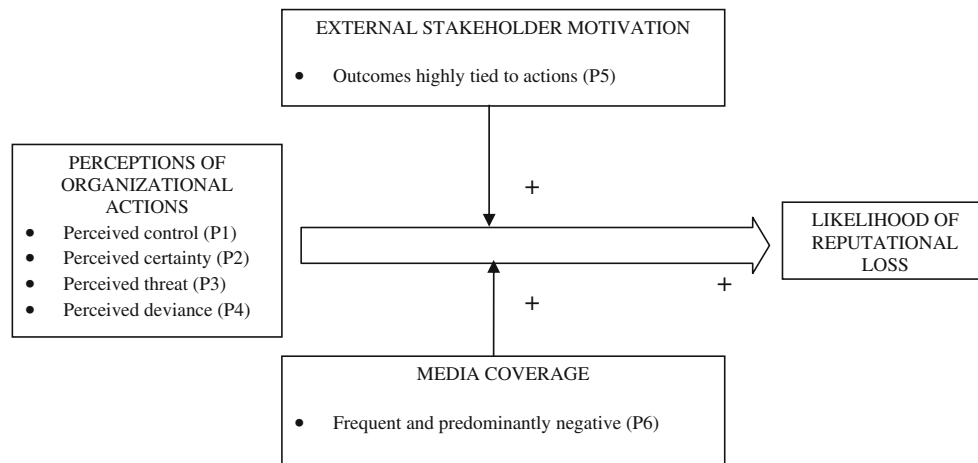 EXTERNAL STAKEHOLDER MOTIVATION
• Outcomes highly tied to actions (P5)
PERCEPTIONS OF
ORGANIZATIONAL
ACTIONS
• Perceived control (P1)
• Perceived certainty (P2)
• Perceived threat (P3)
• Perceived deviance (P4)
+
LIKELIHOOD OF
REPUTATIONAL
LOSS
+
+
MEDIA COVERAGE
• Frequent and predominantly negative (P6)